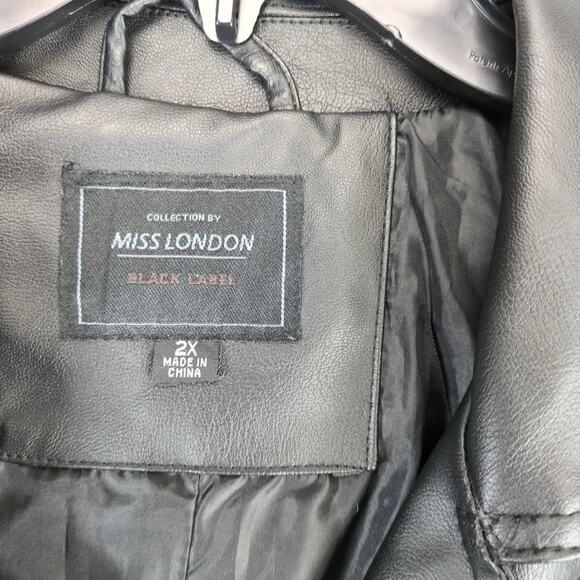 COLLECTION BY
MISS LONDON
BLACK LABEL
2X
MADE IN
CHINA